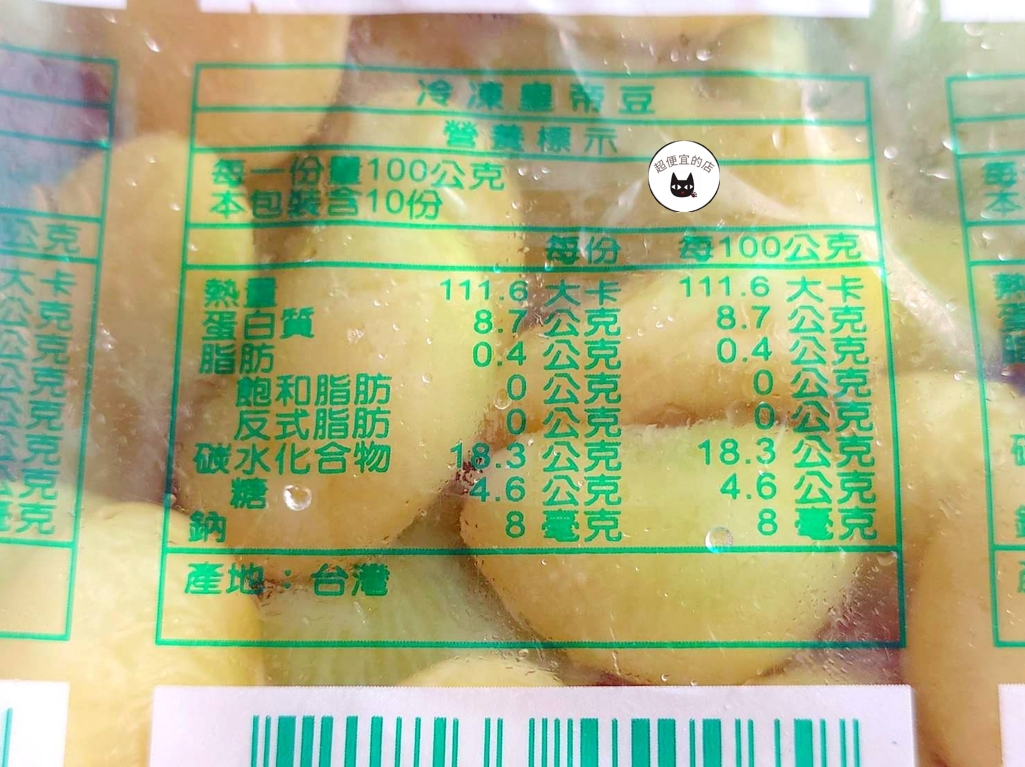 冷凍皇帝豆
營養標示
每一份量100公克
本包裝含10份
超便宜的店
每份 每100公克
熱量 111.6 大卡 111.6 大卡
蛋白質 8.7 公克 8.7 公克
脂肪 0.4 公克 0.4 公克
飽和脂肪 0 公克 0 公克
反式脂肪 0 公克 0 公克
碳水化合物 18.3 公克 18.3 公克
糖 4.6 公克 4.6 公克
鈉 8 毫克 8 毫克
產地：台灣